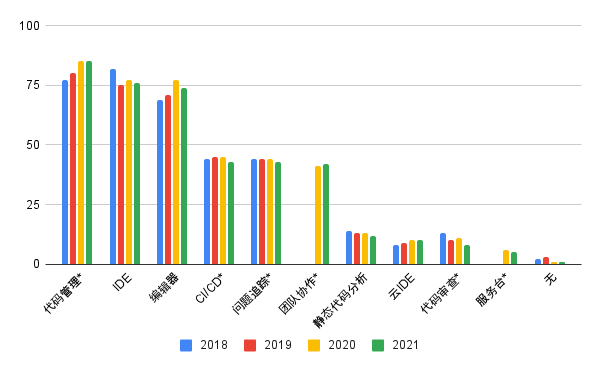 100
75
50
25
0
代码管理*
IDE
编辑器
CI/CD*
问题追踪*
团队协作*
静态代码分析
云IDE
代码审查*
服务台*
无
2018 2019 2020 2021